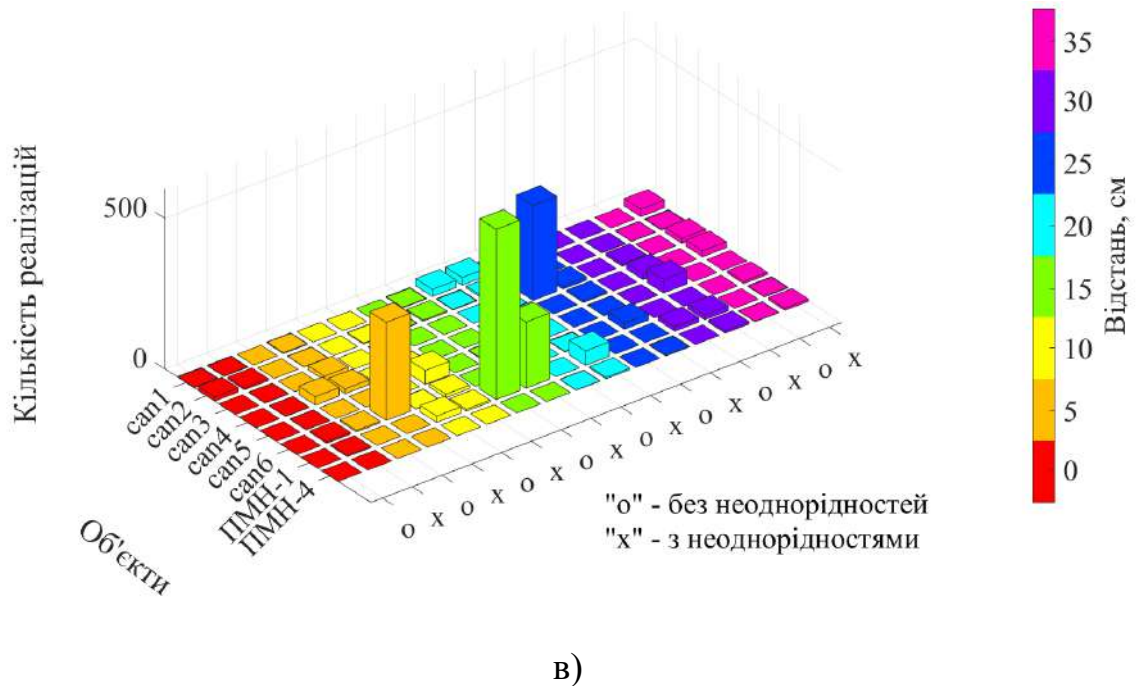 Кількість реалізацій
500
0
can1
can2
can3
can4
can5
can6
ПМН-1
ПМН-4
Об'єкти
o x o x o x o x o x o x o x o x
"o" - без неоднорідностей
"x" - з неоднорідностями
35
30
25
20
15
10
5
0
Відстань, см
в)